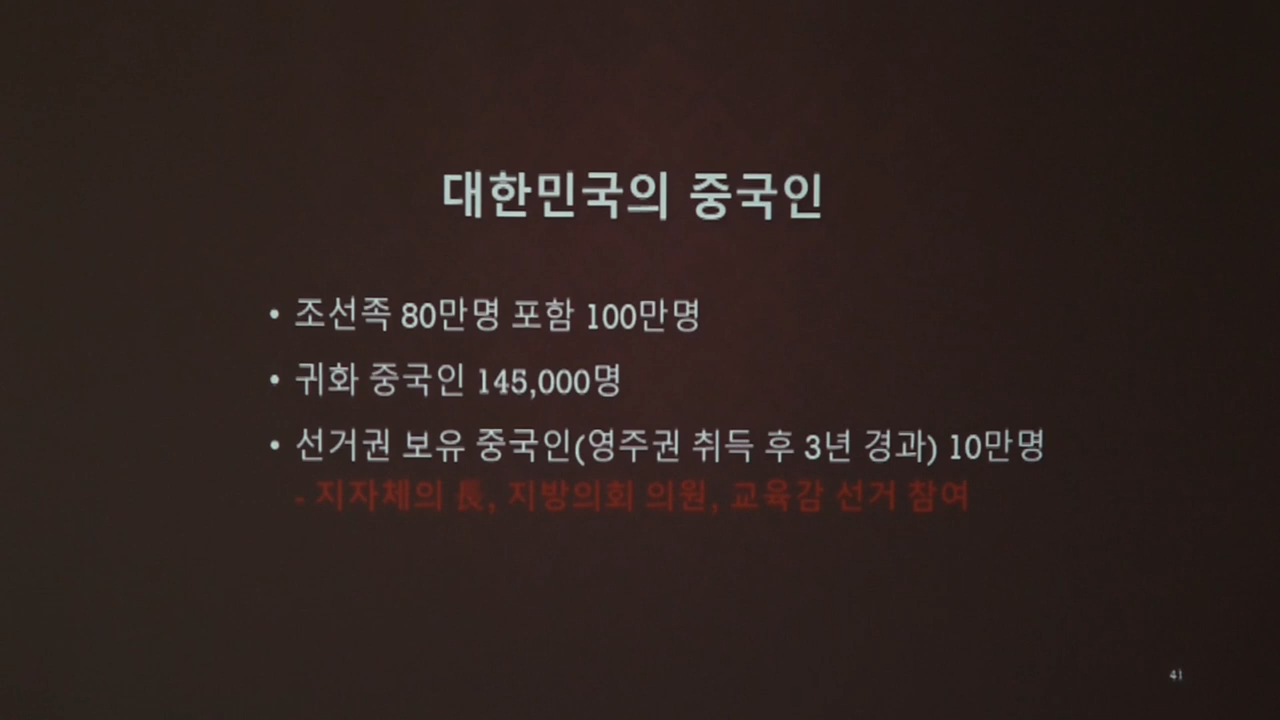 대한민국의 중국인
• 조선족 80만명 포함 100만명
• 귀화 중국인 145,000명
• 선거권 보유 중국인(영주권 취득 후 3년 경과) 10만명
- 지자체의 長, 지방의회 의원, 교육감 선거 참여
41